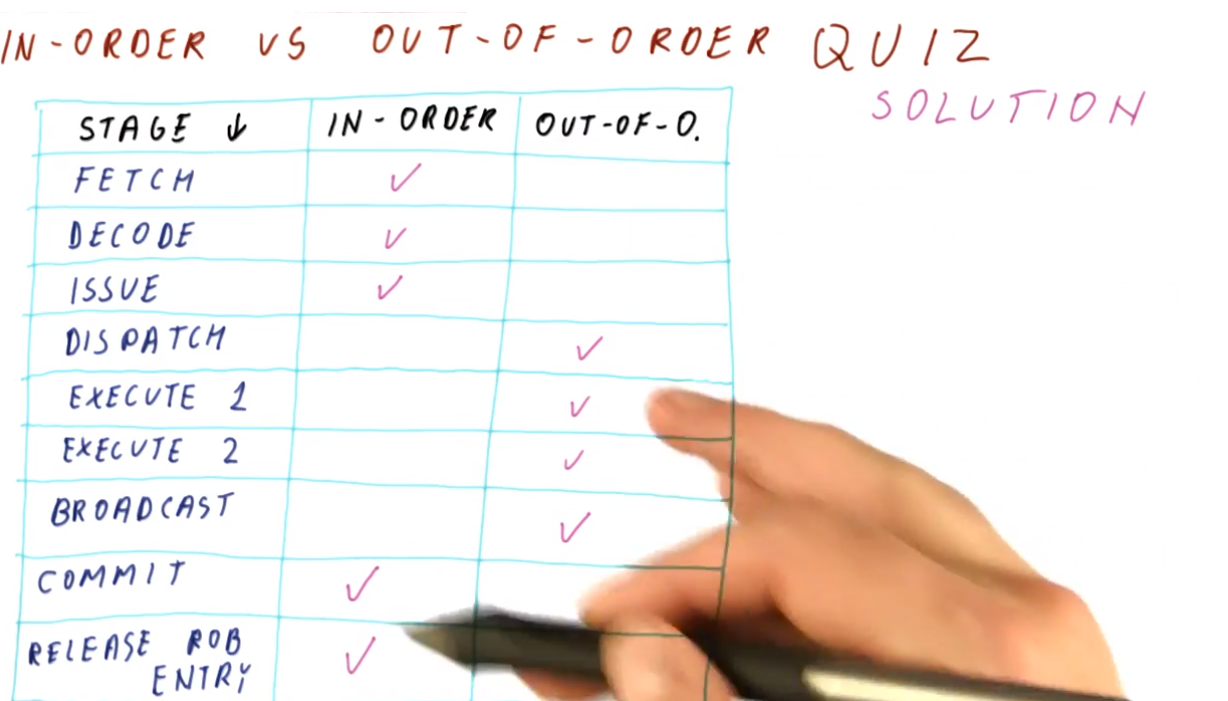 IN-ORDER VS OUT-OF-ORDER QUIZ
SOLUTION
STAGE ↓ IN-ORDER OUT-OF-O.
FETCH ✓
DECODE ✓
ISSUE ✓
DISPATCH ✓
EXECUTE 1 ✓
EXECUTE 2 ✓
BROADCAST ✓
COMMIT ✓
RELEASE ROB ✓
ENTRY